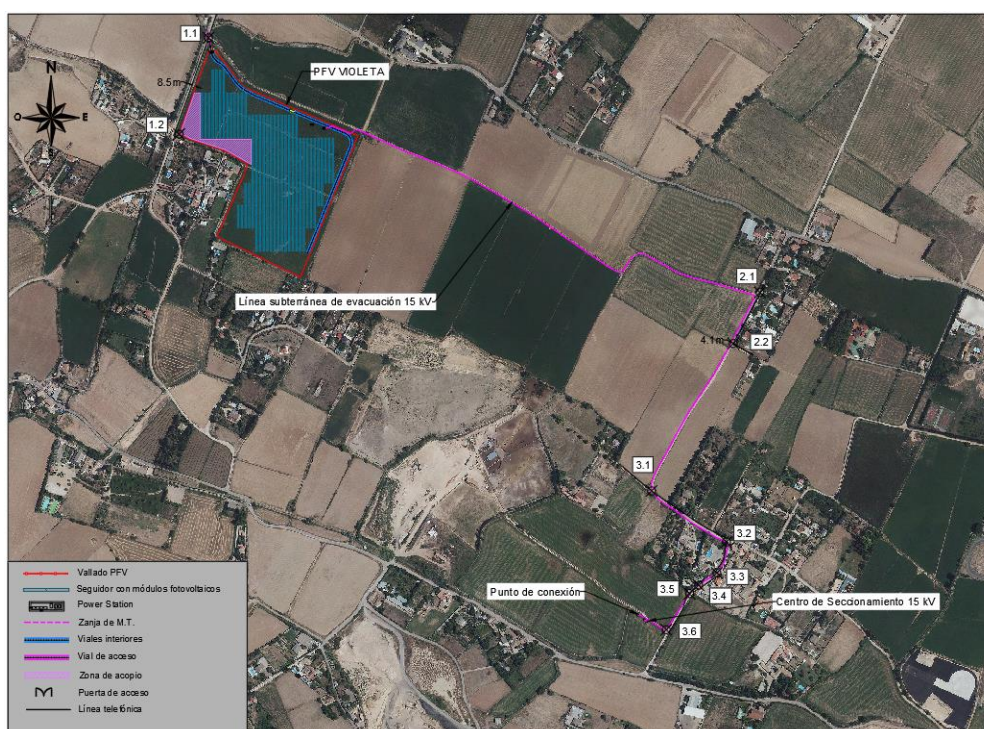 1.1
N
PFV VIOLETA
8.5m
O
E
1.2
S
2.1
Línea subterránea de evacuación 15 kV
4.1m
2.2
3.1
3.2
3.3
3.5
3.4
Punto de conexión
Centro de Seccionamiento 15 kV
3.6
Vallado PFV
Seguidor con módulos fotovoltaicos
Power Station
Zanja de M.T.
Viales interiores
Vial de acceso
Zona de acopio
Puerta de acceso
Línea telefónica